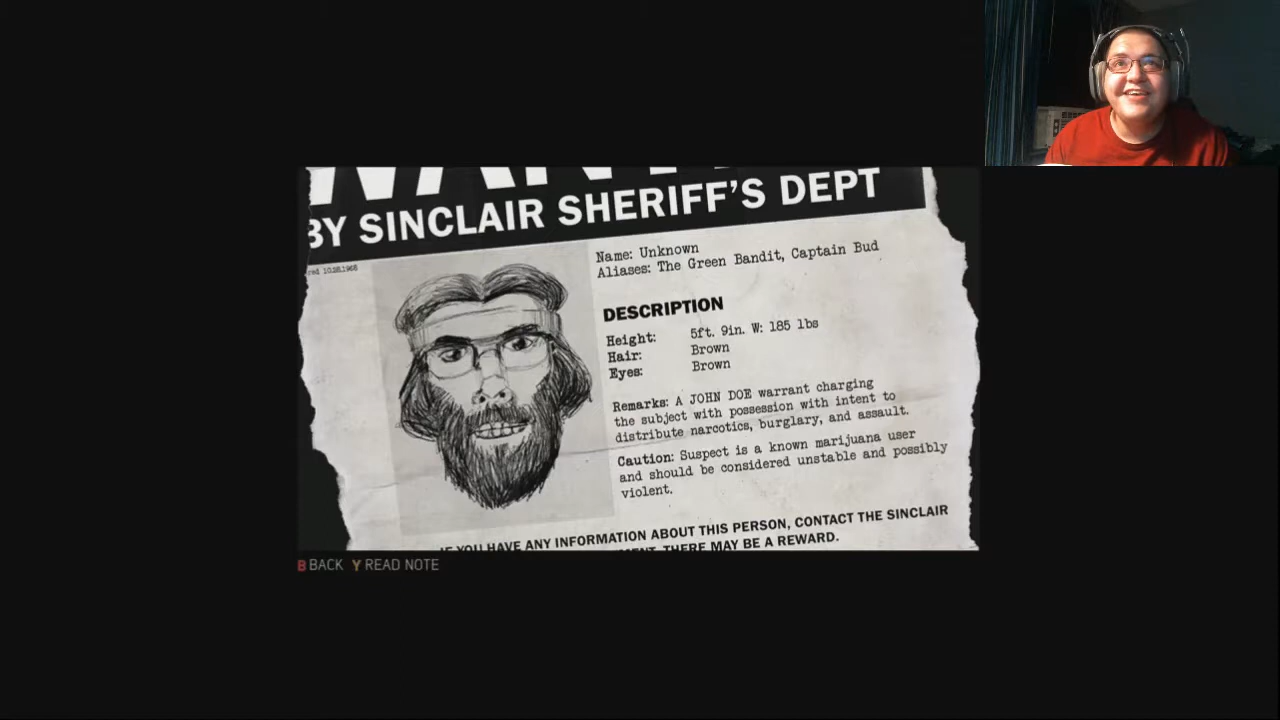 BY SINCLAIR SHERIFF'S DEPT
10.28.1968
Name: Unknown
Aliases: The Green Bandit, Captain Bud
DESCRIPTION
Height: 5ft. 9in. W: 185 lbs
Hair: Brown
Eyes: Brown
Remarks: A JOHN DOE warrant charging
the subject with possession with intent to
distribute narcotics, burglary, and assault.
Caution: Suspect is a known marijuana user
and should be considered unstable and possibly
violent.
IF YOU HAVE ANY INFORMATION ABOUT THIS PERSON, CONTACT THE SINCLAIR
THERE MAY BE A REWARD.
B BACK Y READ NOTE